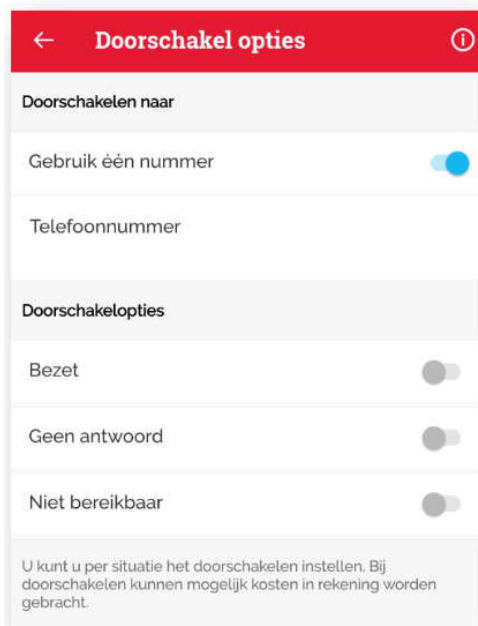 Doorschakel opties
Doorschakelen naar
Gebruik één nummer
Telefoonnummer
Doorschakelopties
Bezet
Geen antwoord
Niet bereikbaar
U kunt u per situatie het doorschakelen instellen. Bij
doorschakelen kunnen mogelijk kosten in rekening worden
gebracht.